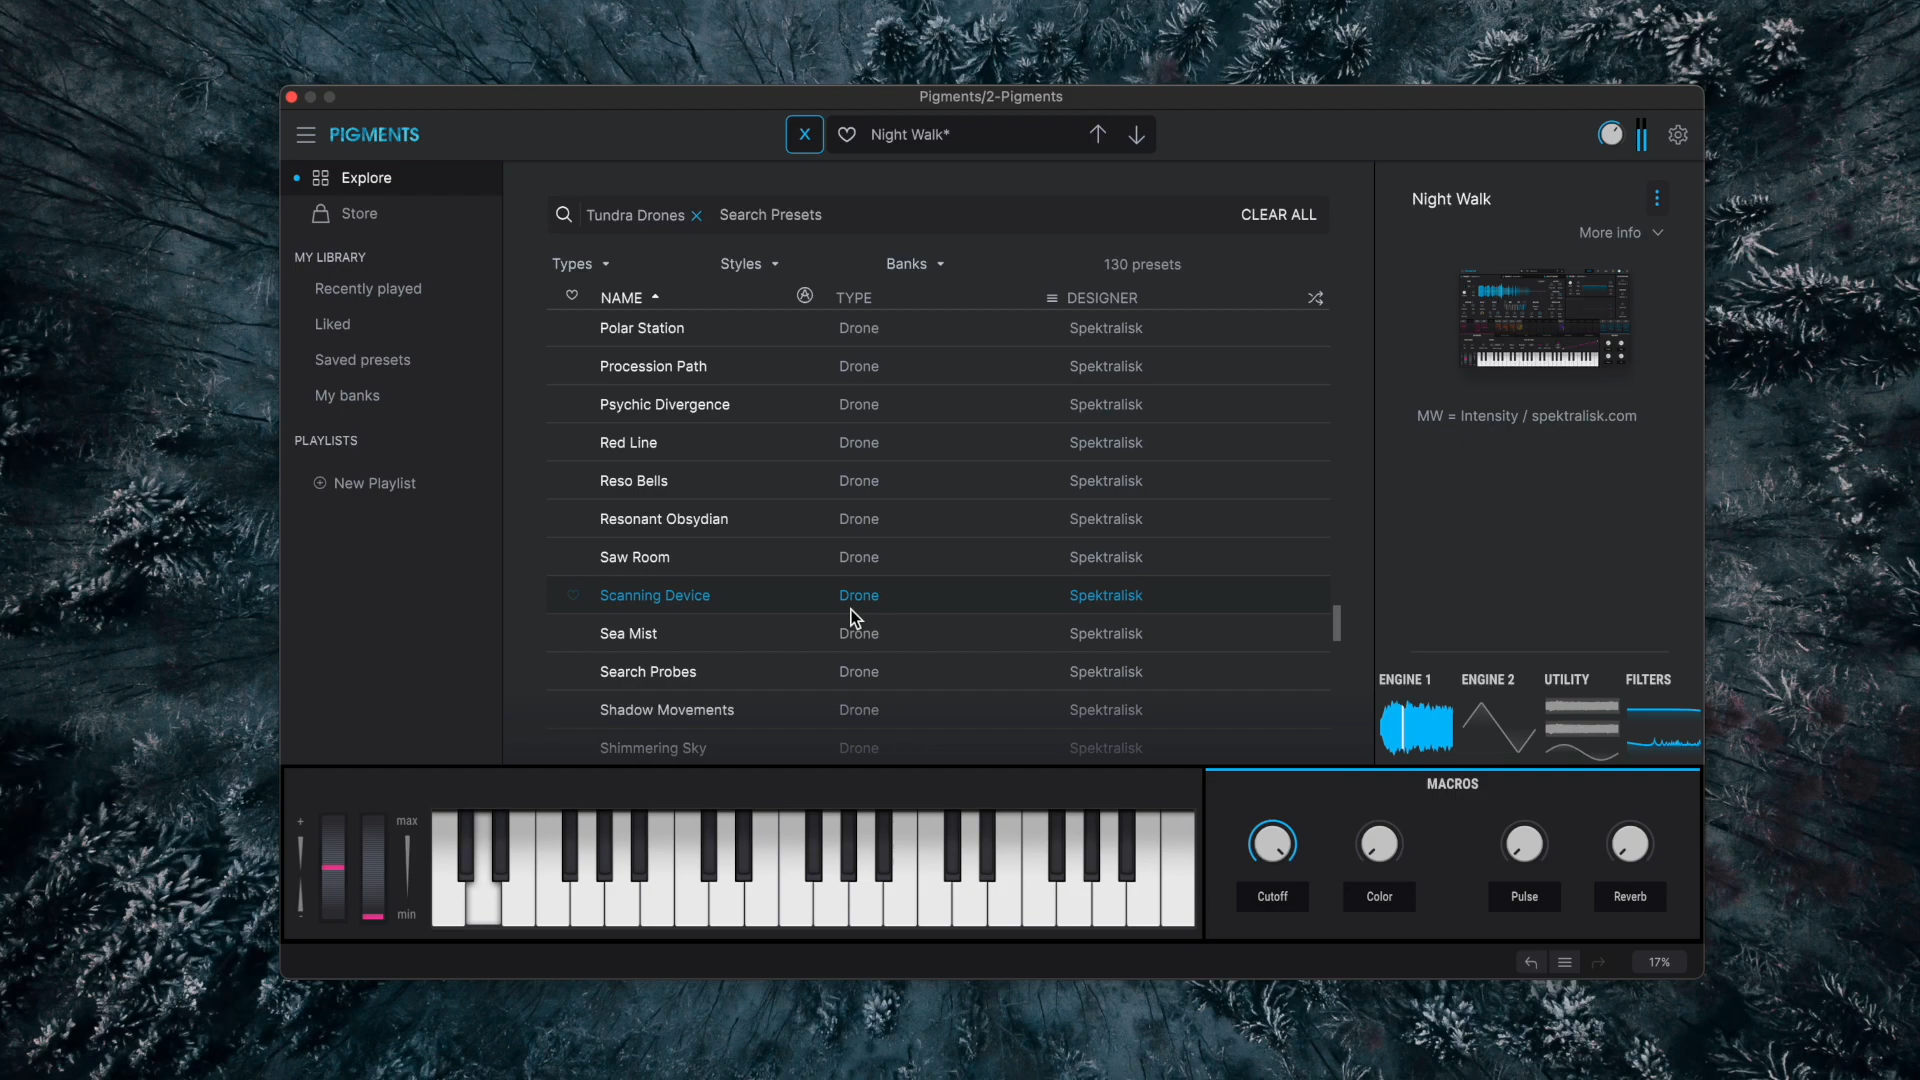 Pigments/2-Pigments
PIGMENTS
X
Night Walk*
Explore
Store
MY LIBRARY
Recently played
Liked
Saved presets
My banks
PLAYLISTS
New Playlist
Tundra Drones Search Presets CLEAR ALL
Types Styles Banks 130 presets
NAME TYPE DESIGNER
Polar Station Drone Spektralisk
Procession Path Drone Spektralisk
Psychic Divergence Drone Spektralisk
Red Line Drone Spektralisk
Reso Bells Drone Spektralisk
Resonant Obsydian Drone Spektralisk
Saw Room Drone Spektralisk
Scanning Device Drone Spektralisk
Sea Mist Drone Spektralisk
Search Probes Drone Spektralisk
Shadow Movements Drone Spektralisk
Shimmering Sky Drone Spektralisk
Night Walk
More info
MW = Intensity / spektralisk.com
ENGINE 1 ENGINE 2 UTILITY FILTERS
+
-
max
min
MACROS
Cutoff Color Pulse Reverb
17%